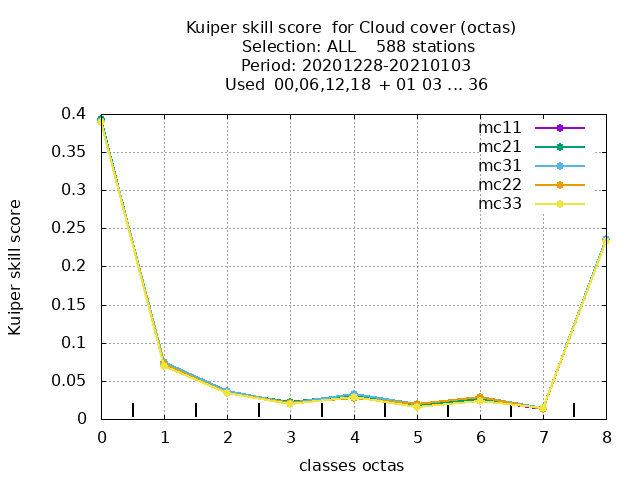 Kuiper skill score  for Cloud cover (octas)
Selection: ALL    588 stations
Period: 20201228-20210103
Used  00,06,12,18  + 01 03 ... 36
mc11
mc21
mc31
mc22
mc33
0.4
0.35
0.3
0.25
0.2
0.15
0.1
0.05
0
Kuiper skill score
0 1 2 3 4 5 6 7 8
classes octas